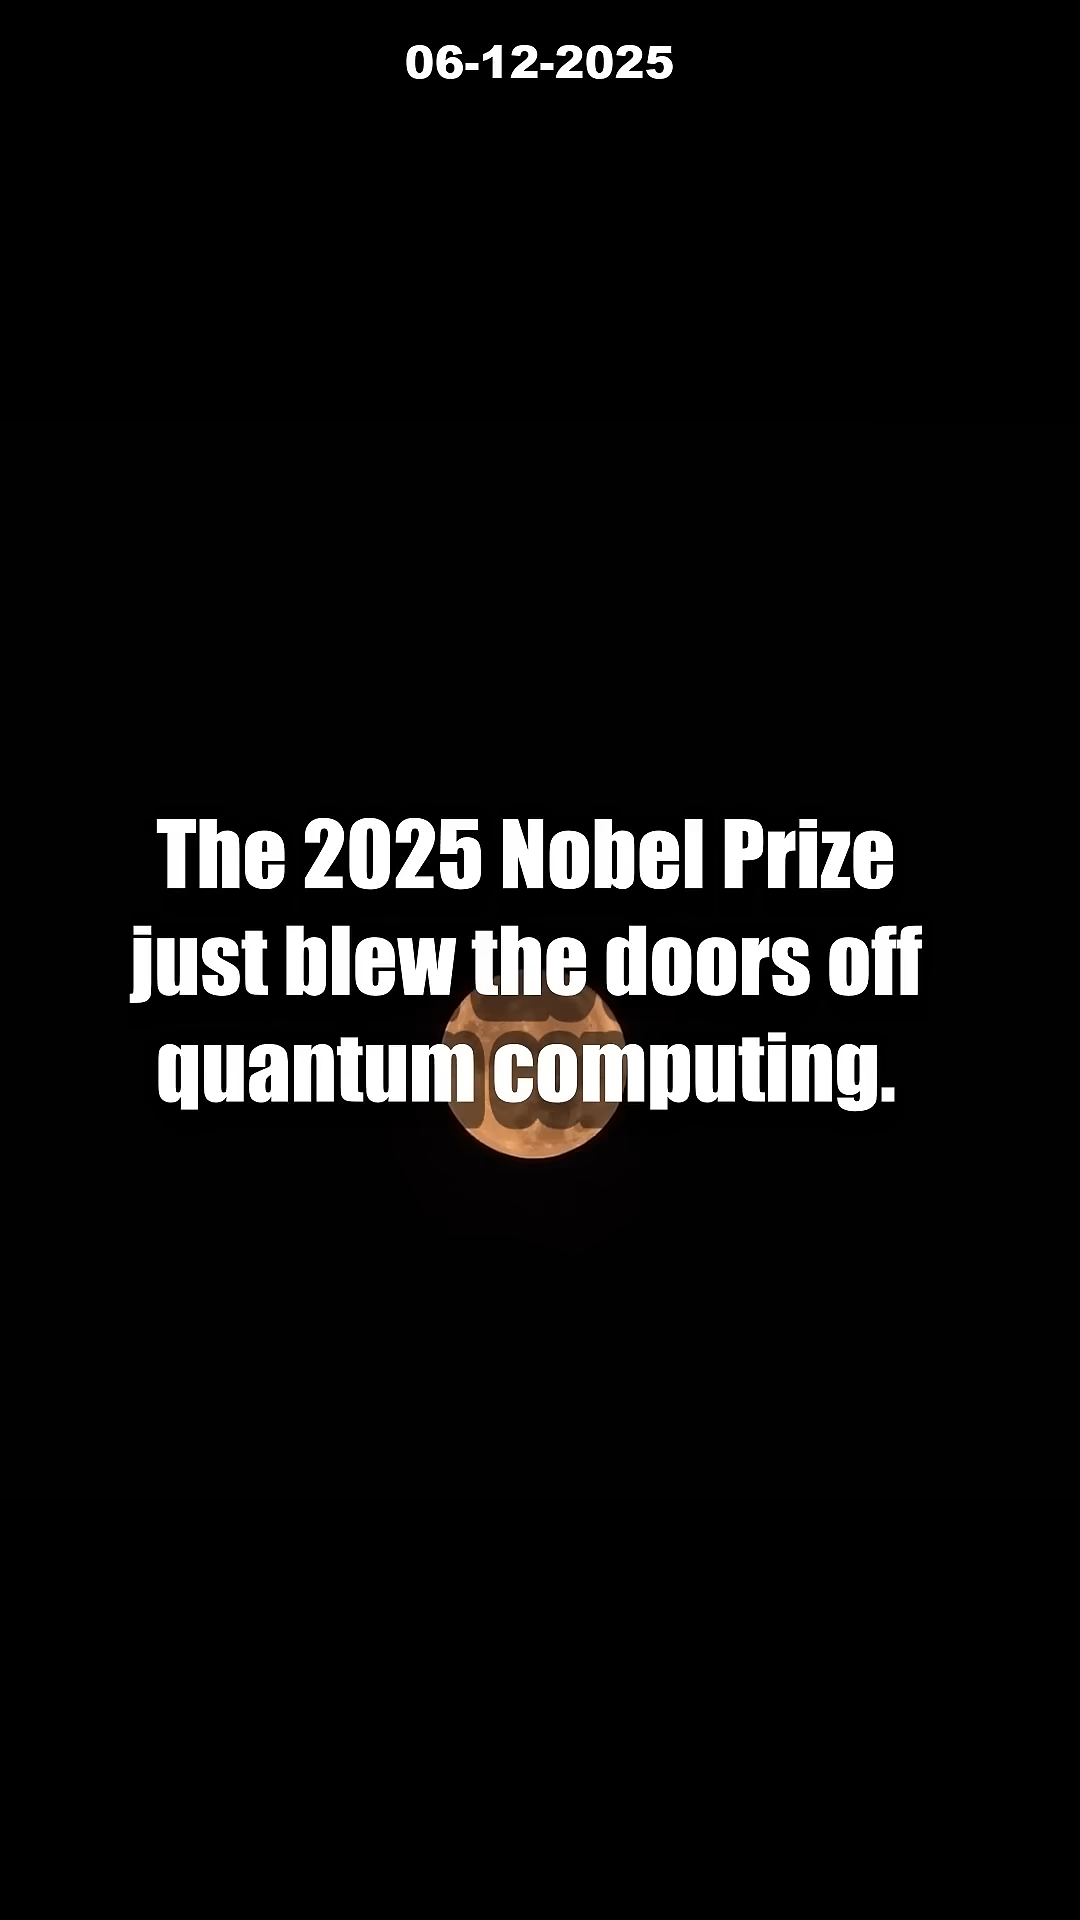 06-12-2025
The 2025 Nobel Prize
just blew the doors off
quantum computing.